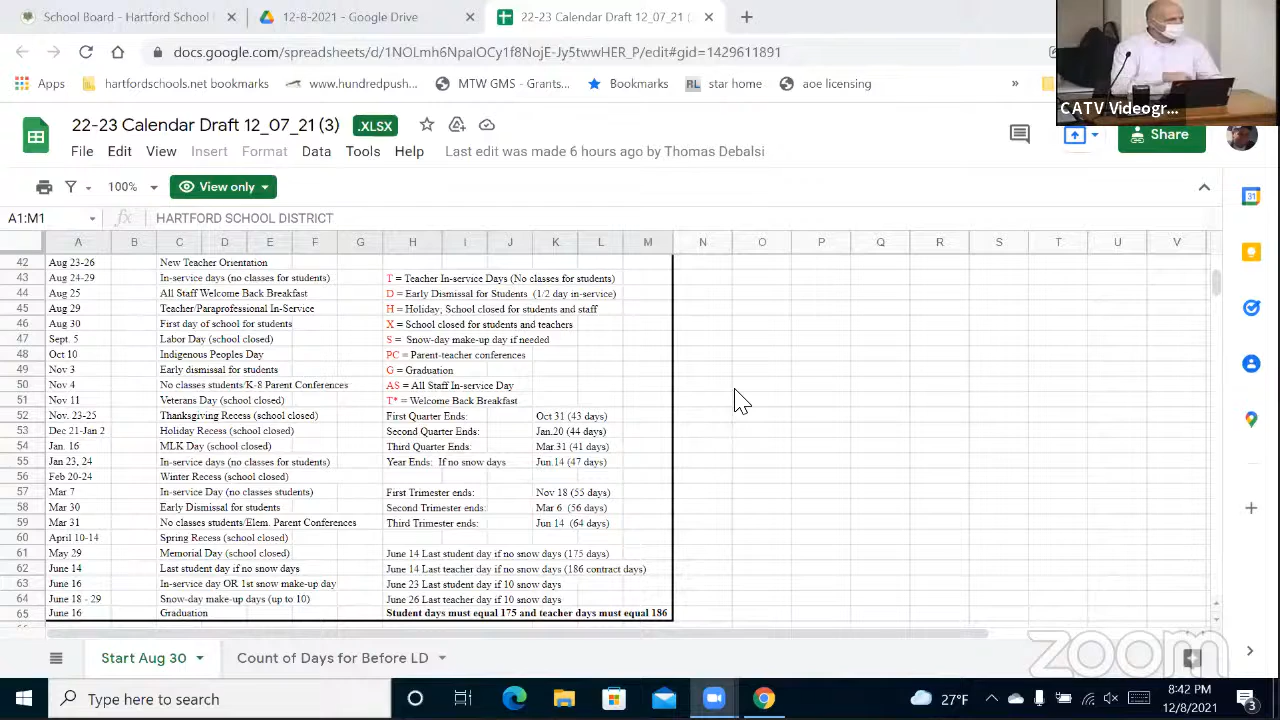 School Board - Hartford School
12-8-2021 - Google Drive
22-23 Calendar Draft 12_07_21 (
docs.google.com/spreadsheets/d/1NOLmh6NpaIOCy1f8NojE-Jy5twwHER_P/edit#gid=1429611891
Apps
hartfordschools.net bookmarks
www.hundredpush...
MTW GMS - Grants...
Bookmarks
RL star home
aoe licensing
»
CATV Videogr...
22-23 Calendar Draft 12_07_21 (3) .XLSX
Share
File Edit View Insert Format Data Tools Help Last edit was made 6 hours ago by Thomas Debalsi
100% View only
A1:M1 fx HARTFORD SCHOOL DISTRICT
A B C D E F G H I J K L M N O P Q R S T U V
42 Aug 23-26 New Teacher Orientation
43 Aug 24-29 In-service days (no classes for students) T = Teacher In-service Days (No classes for students)
44 Aug 25 All Staff Welcome Back Breakfast D = Early Dismissal for Students (1/2 day in-service)
45 Aug 29 Teacher/Paraprofessional In-Service H = Holiday; School closed for students and staff
46 Aug 30 First day of school for students X = School closed for students and teachers
47 Sept. 5 Labor Day (school closed) S = Snow-day make-up day if needed
48 Oct 10 Indigenous Peoples Day PC = Parent-teacher conferences
49 Nov 3 Early dismissal for students G = Graduation
50 Nov 4 No classes students/K-8 Parent Conferences AS = All Staff In-service Day
51 Nov 11 Veterans Day (school closed) T* = Welcome Back Breakfast
52 Nov. 23-25 Thanksgiving Recess (school closed) First Quarter Ends: Oct 31 (43 days)
53 Dec 21-Jan 2 Holiday Recess (school closed) Second Quarter Ends: Jan.20 (44 days)
54 Jan. 16 MLK Day (school closed) Third Quarter Ends: Mar.31 (41 days)
55 Jan 23, 24 In-service days (no classes for students) Year Ends: If no snow days Jun.14 (47 days)
56 Feb 20-24 Winter Recess (school closed)
57 Mar 7 In-service Day (no classes students) First Trimester ends: Nov 18 (55 days)
58 Mar 30 Early Dismissal for students Second Trimester ends: Mar 6 (56 days)
59 Mar 31 No classes students/Elem. Parent Conferences Third Trimester ends: Jun 14 (64 days)
60 April 10-14 Spring Recess (school closed)
61 May 29 Memorial Day (school closed) June 14 Last student day if no snow days (175 days)
62 June 14 Last student day if no snow days June 14 Last teacher day if no snow days (186 contract days)
63 June 16 In-service day OR 1st snow make-up day June 23 Last student day if 10 snow days
64 June 18 - 29 Snow-day make-up days (up to 10) June 26 Last teacher day if 10 snow days
65 June 16 Graduation Student days must equal 175 and teacher days must equal 186
Start Aug 30 Count of Days for Before LD
zoom
Type here to search
27°F
8:42 PM
12/8/2021
3
31